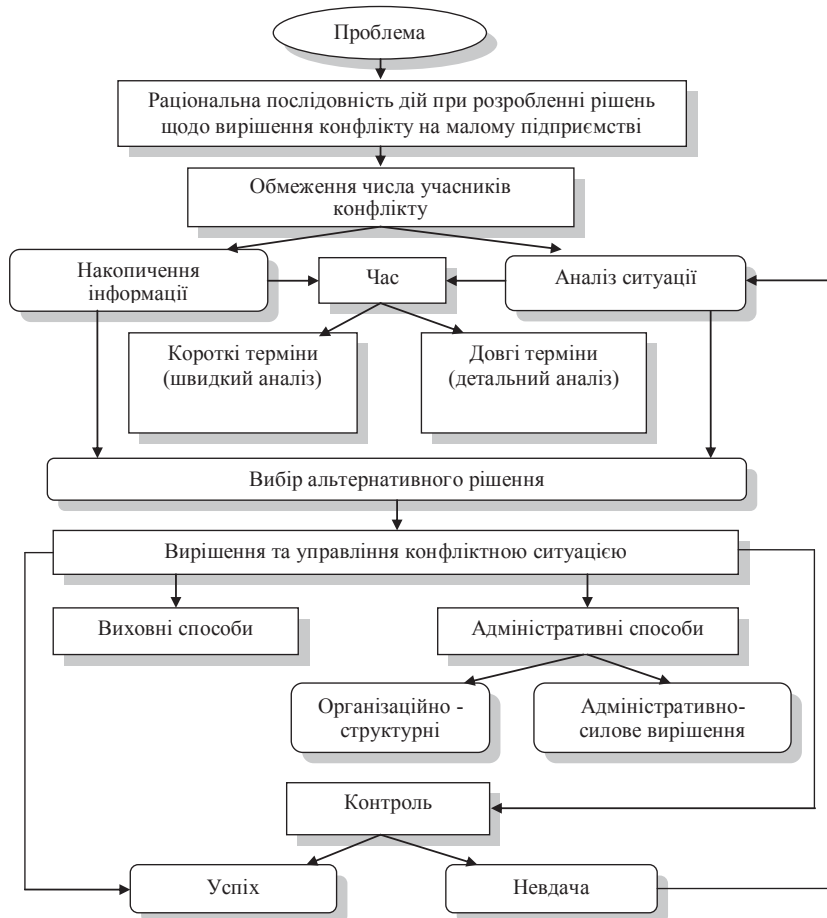 Проблема
Раціональна послідовність дій при розробленні рішень
щодо вирішення конфлікту на малому підприємстві
Обмеження числа учасників
конфлікту
Накопичення
інформації
Час
Аналіз ситуації
Короткі терміни
(швидкий аналіз)
Довгі терміни
(детальний аналіз)
Вибір альтернативного рішення
Вирішення та управління конфліктною ситуацією
Виховні способи
Адміністративні способи
Організаційно -
структурні
Адміністративно-
силове вирішення
Контроль
Успіх
Невдача